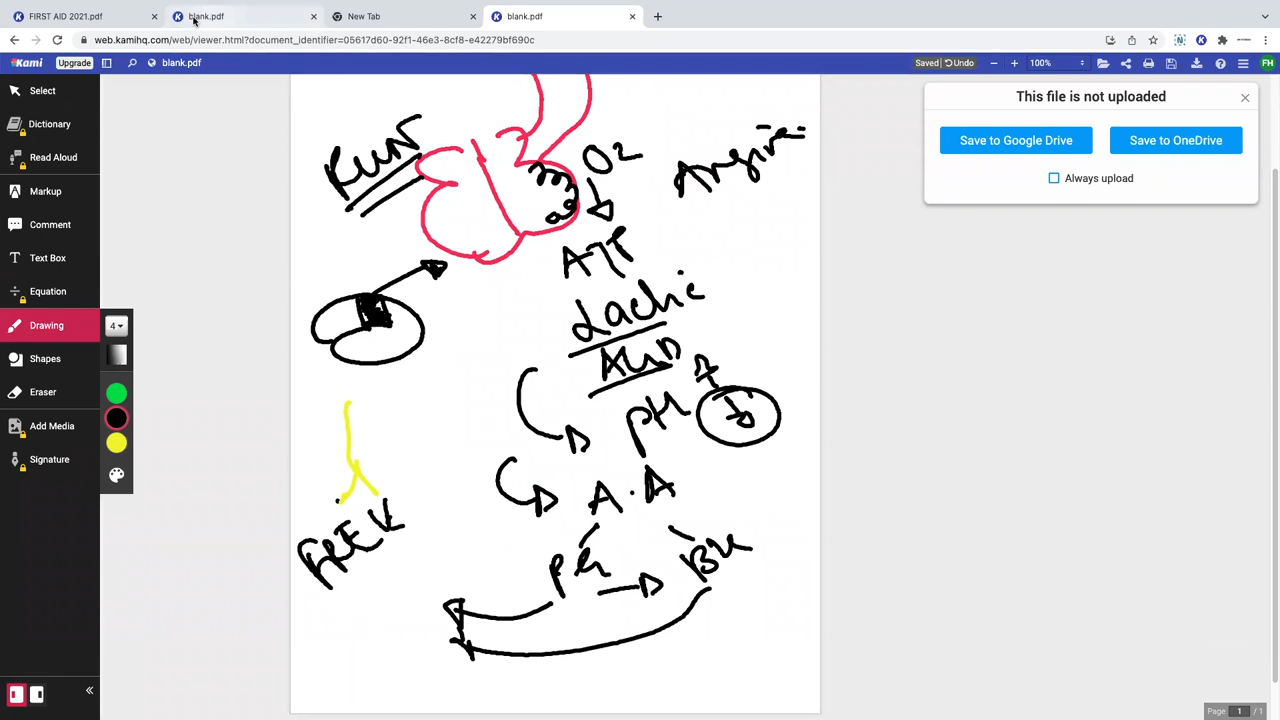 FIRST AID 2021.pdf
blank.pdf
New Tab
blank.pdf
web.kamihq.com/web/viewer.html?document_identifier=05617d60-92f1-46e3-8cf8-e42279bf690c
Kami
Upgrade
blank.pdf
Saved
Undo
100%
FH
Select
Dictionary
Read Aloud
Markup
Comment
Text Box
Equation
Drawing
4
Shapes
Eraser
Add Media
Signature
This file is not uploaded
Save to Google Drive
Save to OneDrive
Always upload
RUN
O2
ATP
Lactic
pH
A.A
BK
Page 1 / 1